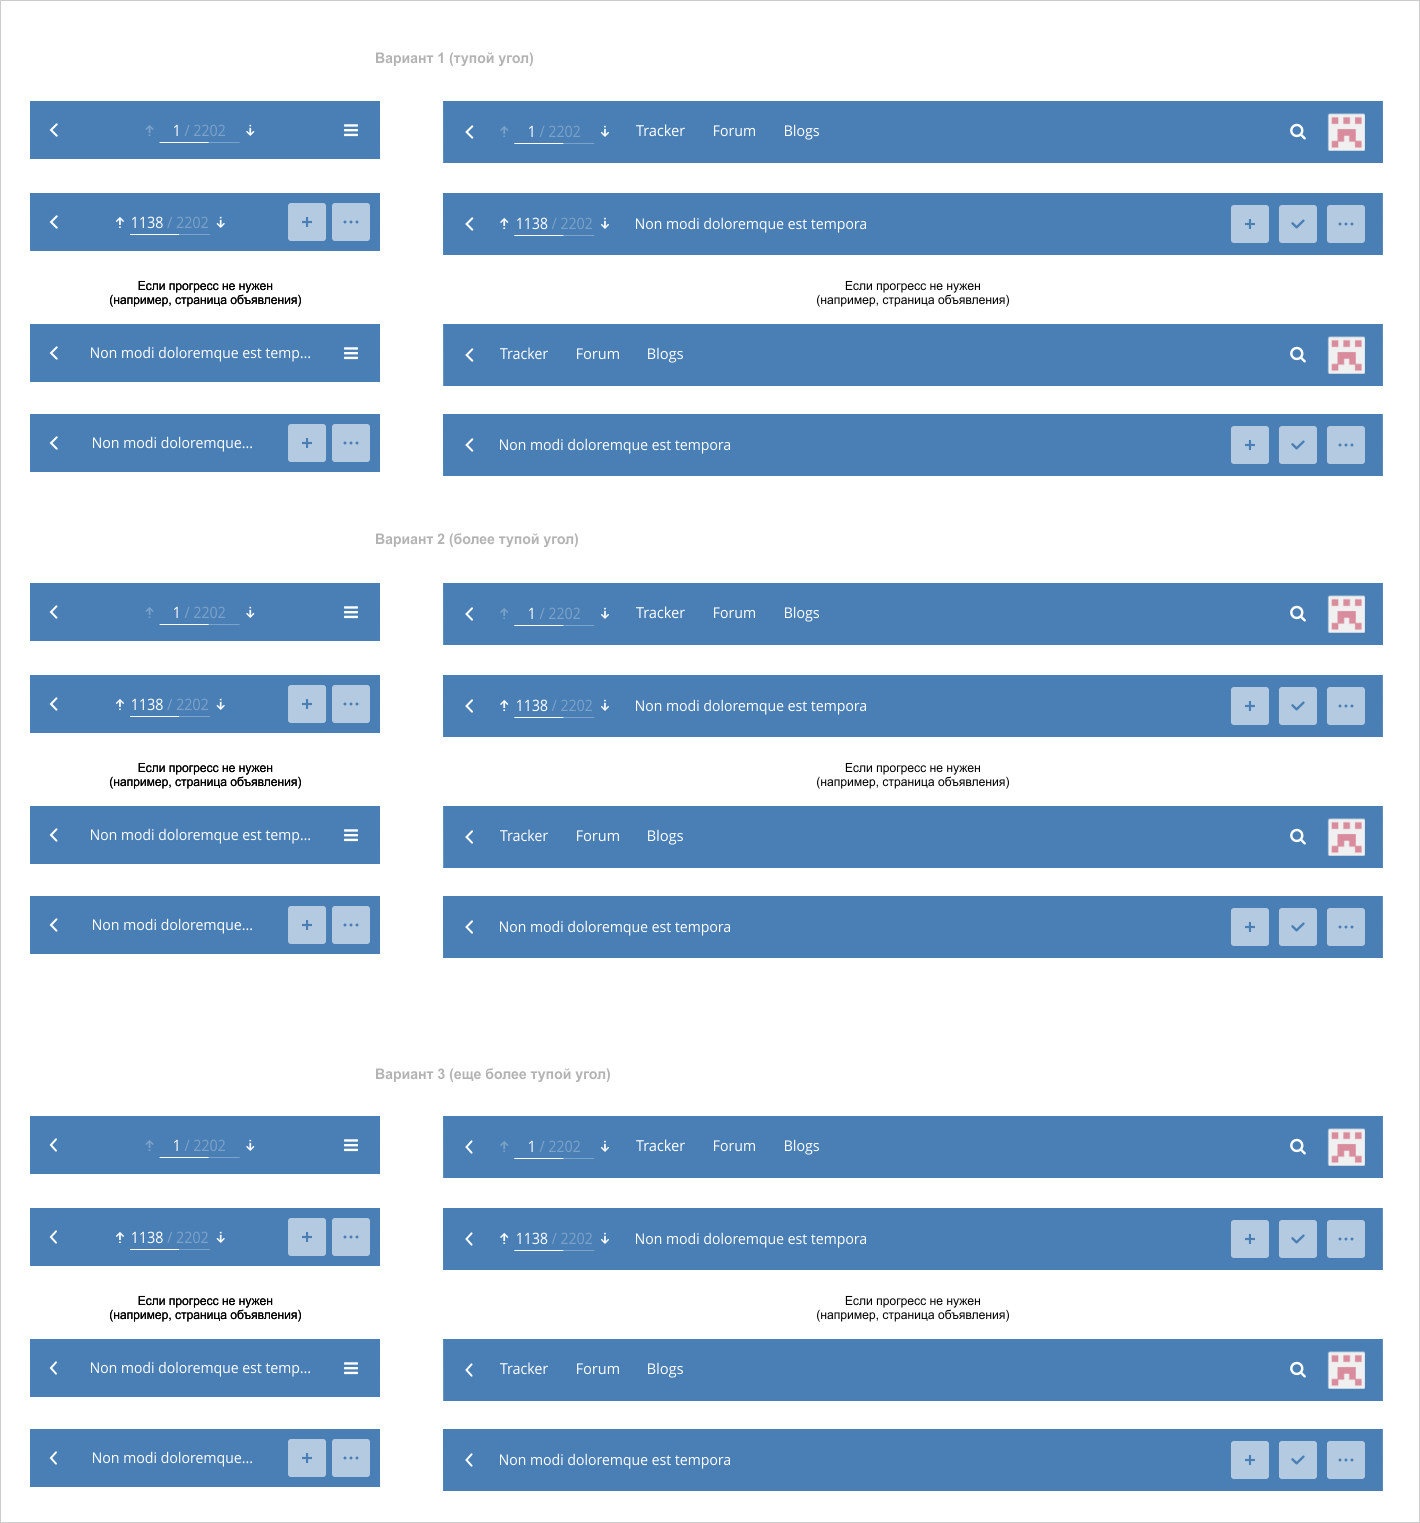 Вариант 1 (тупой угол)
1 / 2202
1 / 2202 Tracker Forum Blogs
1138 / 2202
1138 / 2202 Non modi doloremque est tempora
Если прогресс не нужен
(например, страница объявления)
Если прогресс не нужен
(например, страница объявления)
Non modi doloremque est temp...
Tracker Forum Blogs
Non modi doloremque...
Non modi doloremque est tempora
Вариант 2 (более тупой угол)
1 / 2202
1 / 2202 Tracker Forum Blogs
1138 / 2202
1138 / 2202 Non modi doloremque est tempora
Если прогресс не нужен
(например, страница объявления)
Если прогресс не нужен
(например, страница объявления)
Non modi doloremque est temp...
Tracker Forum Blogs
Non modi doloremque...
Non modi doloremque est tempora
Вариант 3 (еще более тупой угол)
1 / 2202
1 / 2202 Tracker Forum Blogs
1138 / 2202
1138 / 2202 Non modi doloremque est tempora
Если прогресс не нужен
(например, страница объявления)
Если прогресс не нужен
(например, страница объявления)
Non modi doloremque est temp...
Tracker Forum Blogs
Non modi doloremque...
Non modi doloremque est tempora